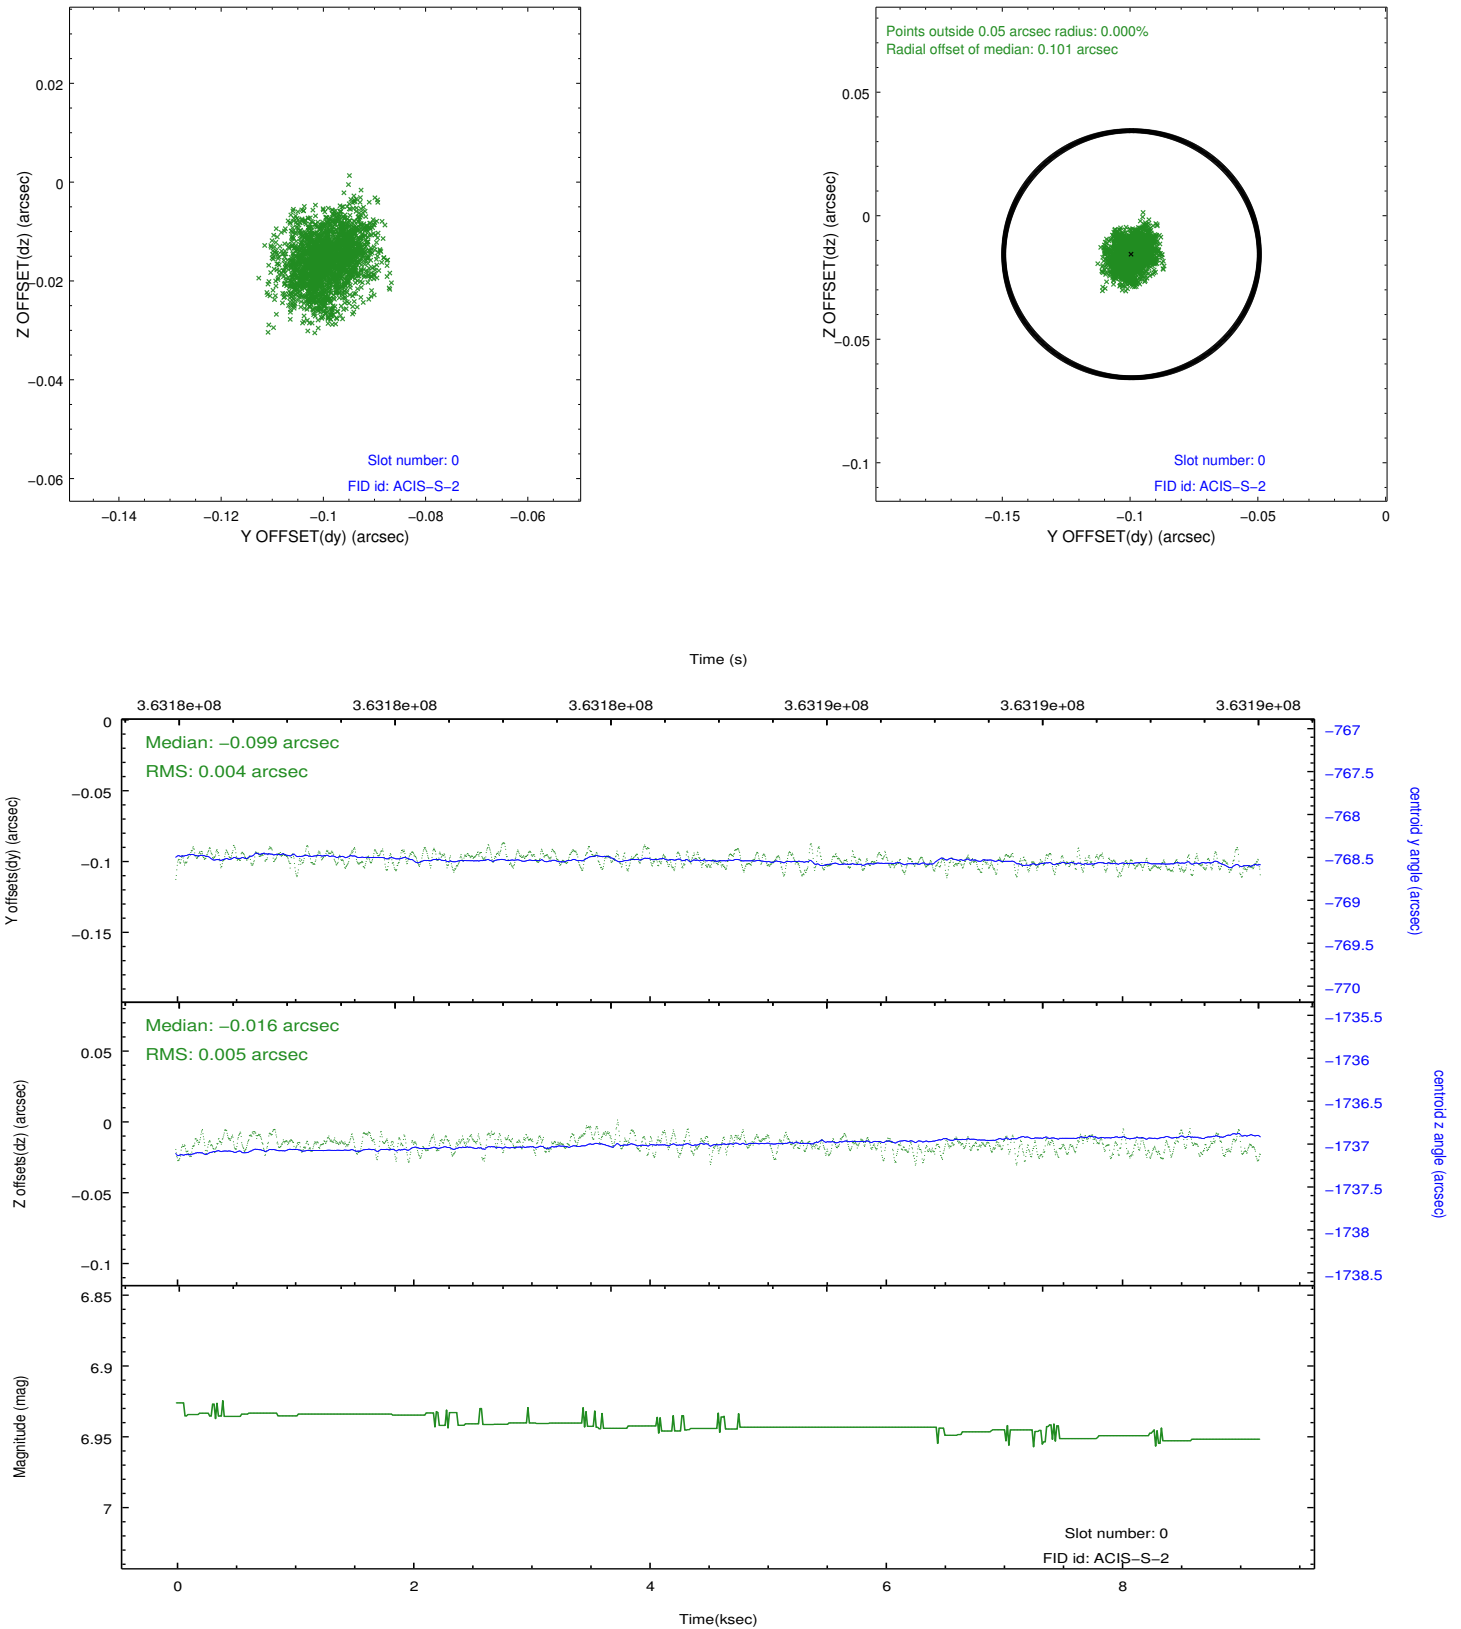 0.02
0
−0.02
−0.04
−0.06
Z OFFSET(dz) (arcsec)
Slot number: 0
FID id: ACIS−S−2
−0.14
−0.12
−0.1
−0.08
−0.06
Y OFFSET(dy) (arcsec)
Points outside 0.05 arcsec radius: 0.000%
Radial offset of median: 0.101 arcsec
0.05
0
−0.05
−0.1
Z OFFSET(dz) (arcsec)
Slot number: 0
FID id: ACIS−S−2
−0.15
−0.1
−0.05
0
Y OFFSET(dy) (arcsec)
Time (s)
3.6318e+08
3.6318e+08
3.6318e+08
3.6319e+08
3.6319e+08
3.6319e+08
Median: −0.099 arcsec
RMS: 0.004 arcsec
0
−0.05
−0.1
−0.15
Y offsets(dy) (arcsec)
−767
−767.5
−768
−768.5
−769
−769.5
−770
centroid y angle (arcsec)
Median: −0.016 arcsec
RMS: 0.005 arcsec
0.05
0
−0.05
−0.1
Z offsets(dz) (arcsec)
−1735.5
−1736
−1736.5
−1737
−1737.5
−1738
−1738.5
centroid z angle (arcsec)
6.85
6.9
6.95
7
Magnitude (mag)
Slot number: 0
FID id: ACIS−S−2
0
2
4
6
8
Time(ksec)